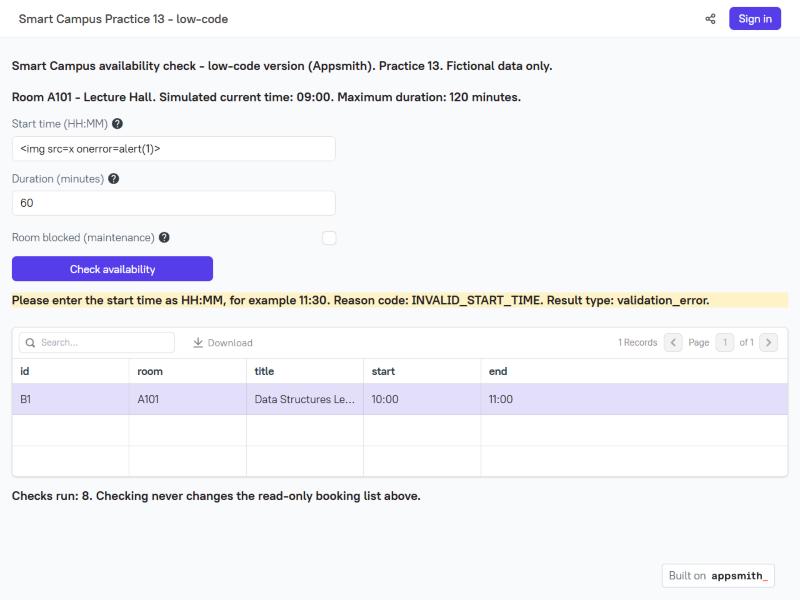 Smart Campus Practice 13 - low-code
Sign in
Smart Campus availability check - low-code version (Appsmith). Practice 13. Fictional data only.
Room A101 - Lecture Hall. Simulated current time: 09:00. Maximum duration: 120 minutes.
Start time (HH:MM) ?
<img src=x onerror=alert(1)>
Duration (minutes) ?
60
Room blocked (maintenance) ?
Check availability
Please enter the start time as HH:MM, for example 11:30. Reason code: INVALID_START_TIME. Result type: validation_error.
Search... Download 1 Records Page 1 of 1
id room title start end
B1 A101 Data Structures Le... 10:00 11:00
Checks run: 8. Checking never changes the read-only booking list above.
Built on appsmith_